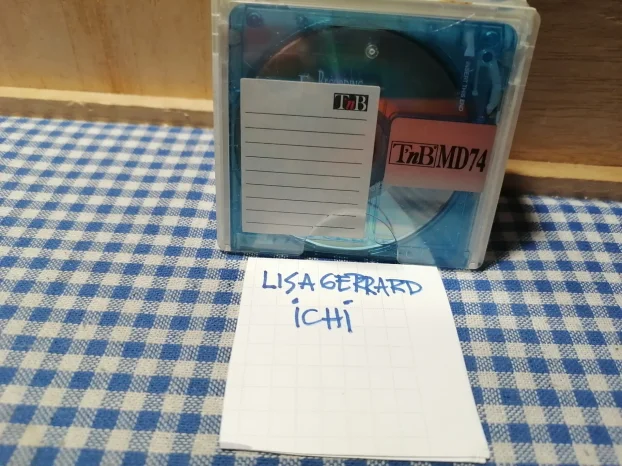 TnB
TnB MD74
LISA GERRARD
iCHi